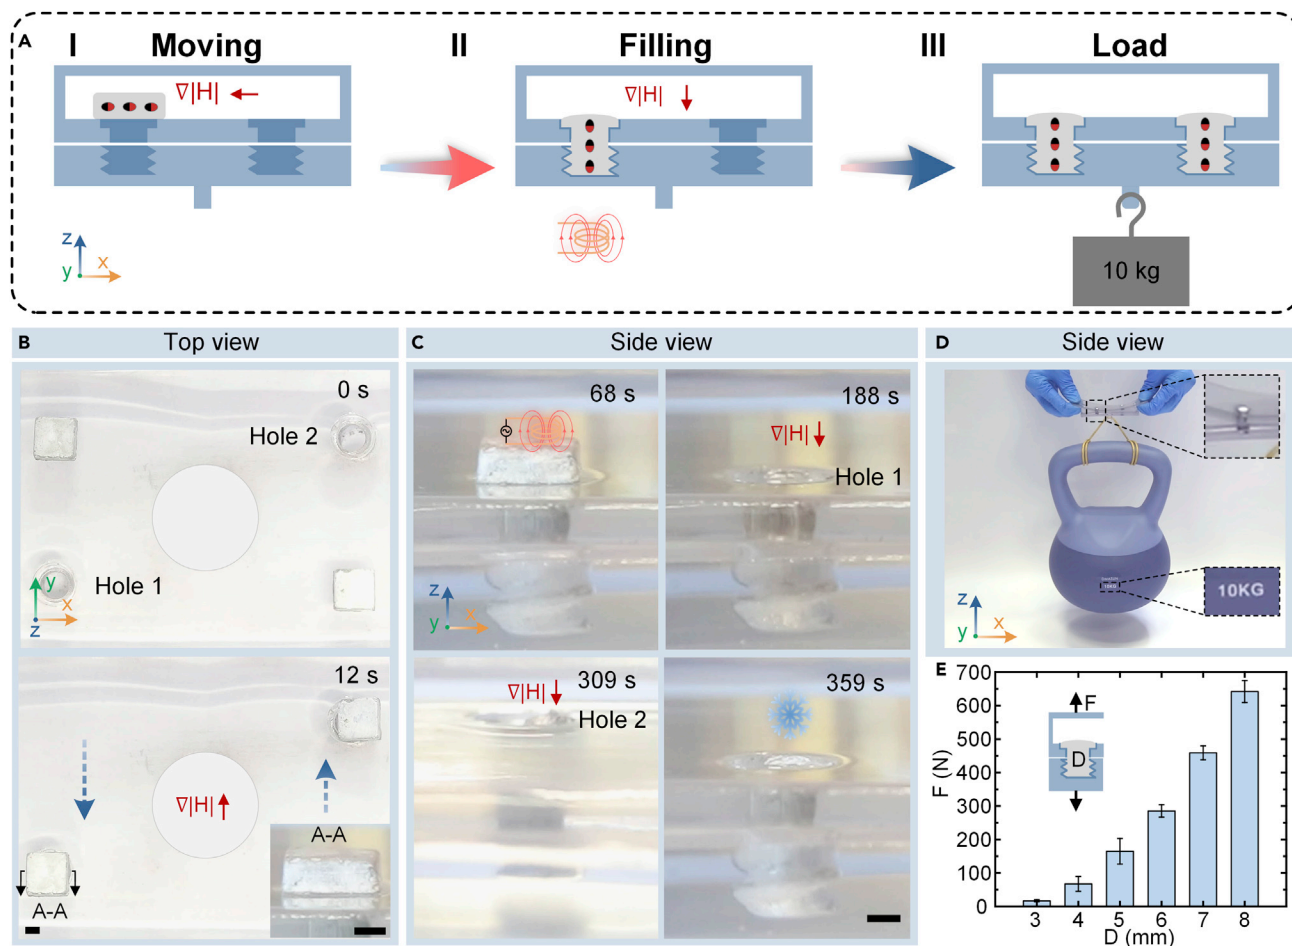 A
I Moving
II Filling
III Load
∇|H|
∇|H|
z
y
x
10 kg
B
Top view
0 s
Hole 2
Hole 1
y
x
z
12 s
∇|H|
A-A
A-A
C
Side view
68 s
z
y
x
188 s
∇|H|
Hole 1
309 s
∇|H|
Hole 2
359 s
D
Side view
10KG
10KG
z
y
x
E
F (N)
700
600
500
400
300
200
100
0
F
D
3 4 5 6 7 8
D (mm)